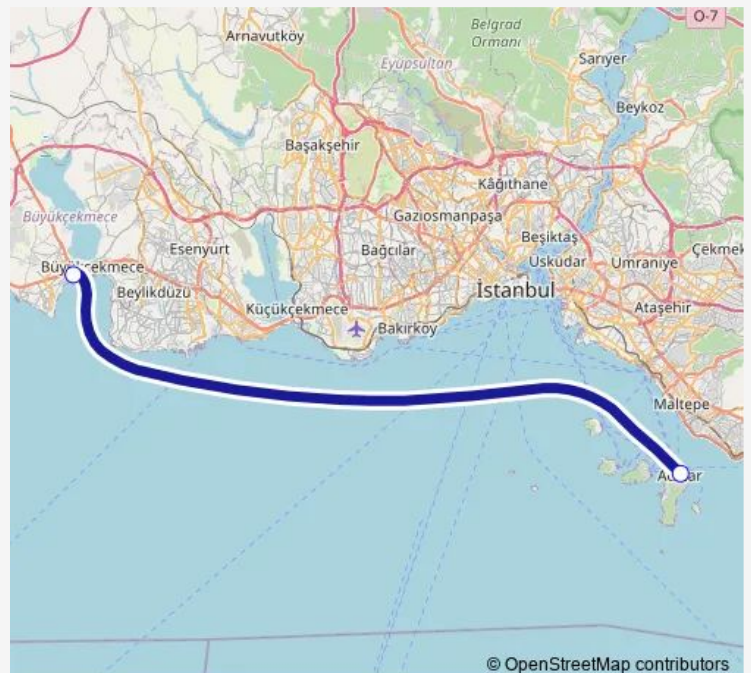 O-7
Belgrad
Ormanı
Arnavutköy
Eyüpsultan
Sarıyer
Beykoz
Başakşehir
Kâğıthane
Büyükçekmece
Gaziosmanpaşa
Beşiktaş
Esenyurt
Bağcılar
Üsküdar
Ümraniye
Çekmek
Büyükçekmece
Beylikdüzü
İstanbul
Küçükçekmece
Ataşehir
Bakırköy
Maltepe
© OpenStreetMap contributors